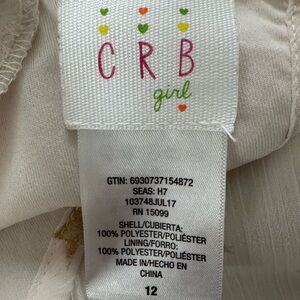 CRB
girl
GTIN: 6930737154872
SEAS: H7
103748JUL17
RN 15099
SHELL/CUBIERTA:
100% POLYESTER/POLIÉSTER
LINING/FORRO:
100% POLYESTER/POLIÉSTER
MADE IN/HECHO EN
CHINA
12